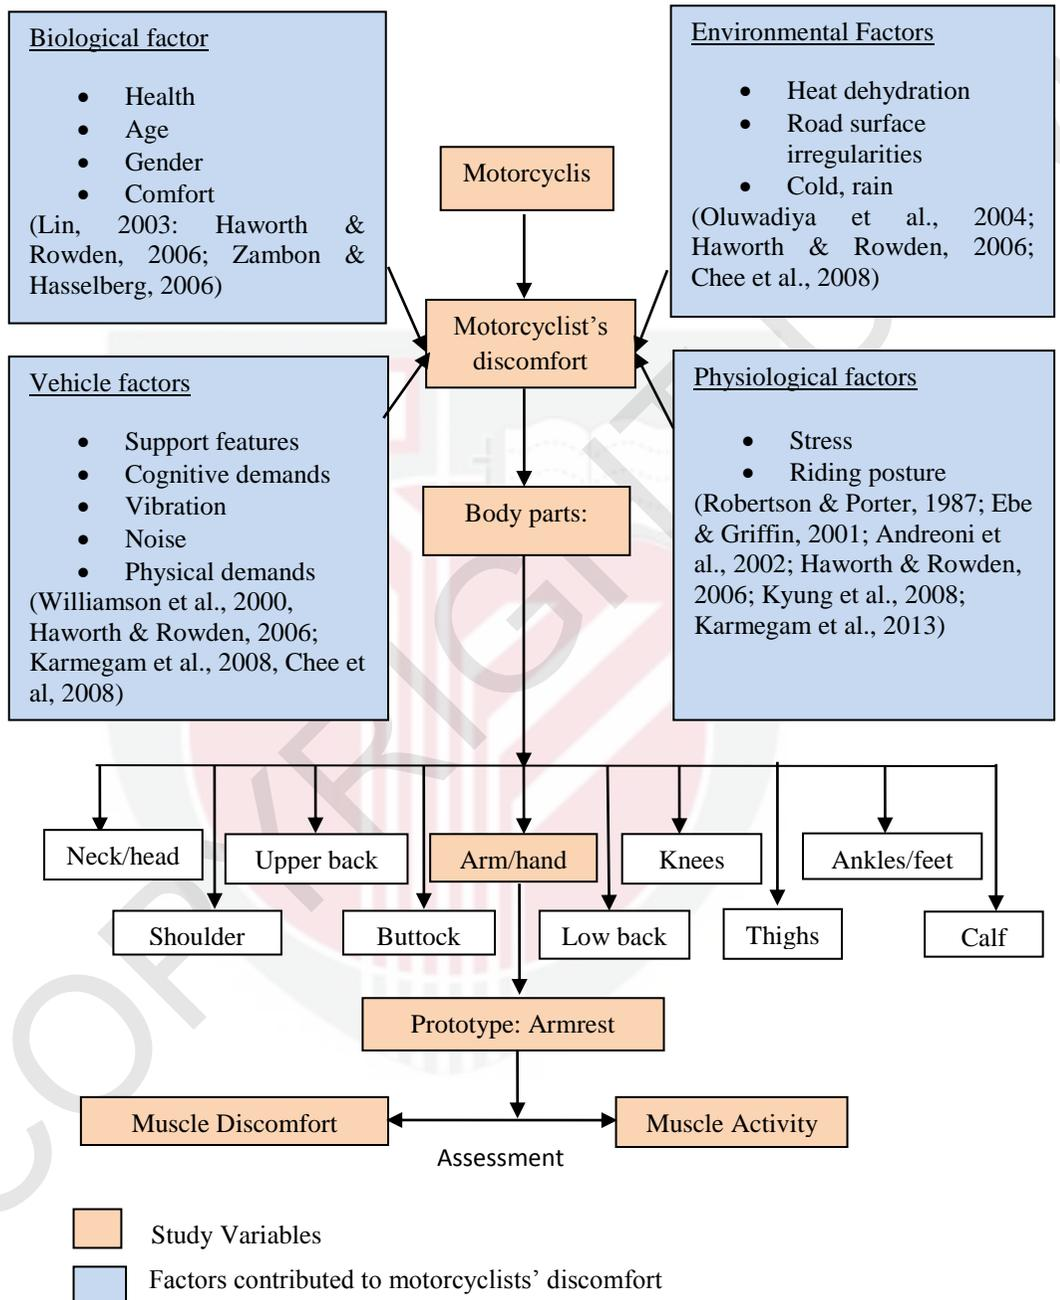 Biological factor
• Health
• Age
• Gender
• Comfort
(Lin, 2003: Haworth &
Rowden, 2006; Zambon &
Hasselberg, 2006)
Environmental Factors
• Heat dehydration
• Road surface
irregularities
• Cold, rain
(Oluwadiya et al., 2004;
Haworth & Rowden, 2006;
Chee et al., 2008)
Motorcyclis
Motorcyclist’s
discomfort
Vehicle factors
• Support features
• Cognitive demands
• Vibration
• Noise
• Physical demands
(Williamson et al., 2000,
Haworth & Rowden, 2006;
Karmegam et al., 2008, Chee et
al, 2008)
Physiological factors
• Stress
• Riding posture
(Robertson & Porter, 1987; Ebe
& Griffin, 2001; Andreoni et
al., 2002; Haworth & Rowden,
2006; Kyung et al., 2008;
Karmegam et al., 2013)
Body parts:
Neck/head
Upper back
Arm/hand
Knees
Ankles/feet
Shoulder
Buttock
Low back
Thighs
Calf
Prototype: Armrest
Muscle Discomfort
Muscle Activity
Assessment
Study Variables
Factors contributed to motorcyclists’ discomfort
COPYRIGHT U